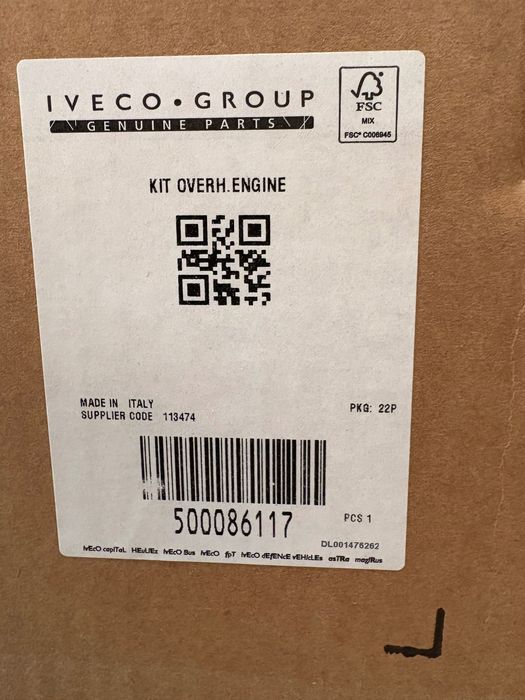 IVECO • GROUP
GENUINE PARTS
FSC
MIX
FSC® C006945
KIT OVERH.ENGINE
MADE IN ITALY
SUPPLIER CODE 113474
PKG: 22P
500086117
PCS 1
DL001476262
IVECO capiTaL HEuLiEz IVECO Bus IVECO fpT IVECO dEfENcE vEHicLEs asTRa magiRus